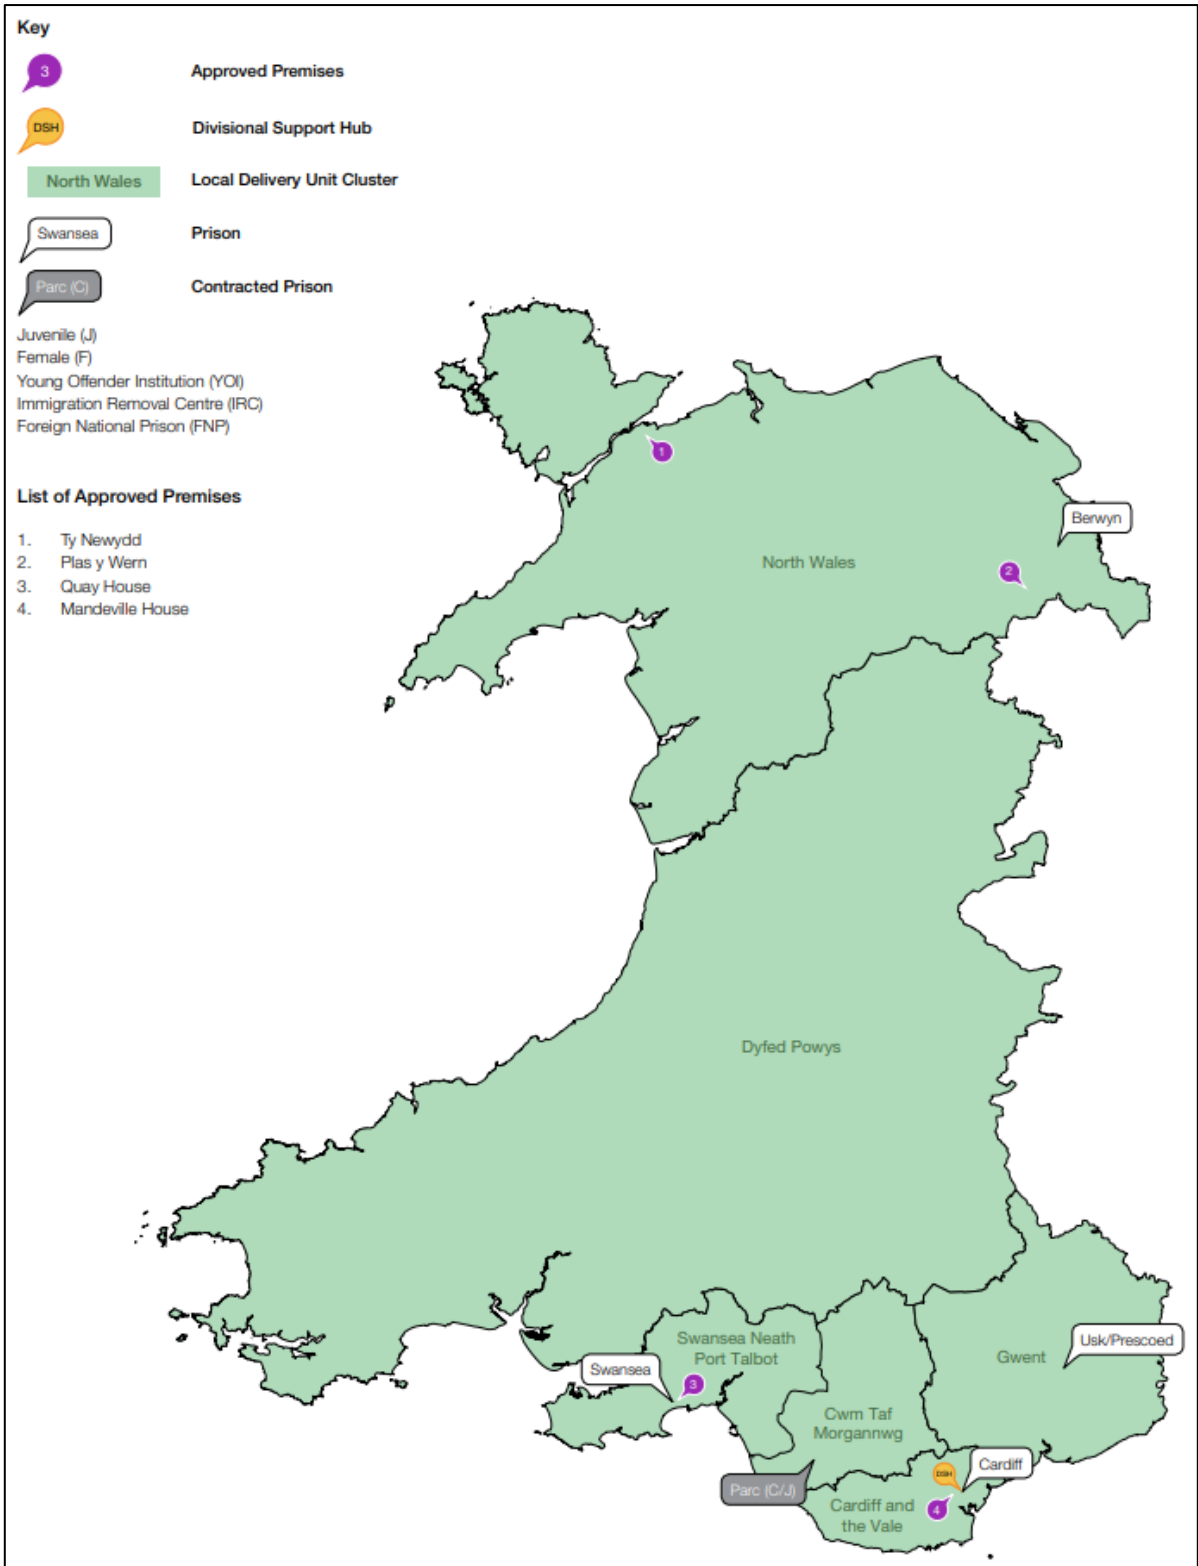 Key
3
Approved Premises
DSH
Divisional Support Hub
North Wales
Local Delivery Unit Cluster
Swansea
Prison
Parc (C)
Contracted Prison
Juvenile (J)
Female (F)
Young Offender Institution (YOI)
Immigration Removal Centre (IRC)
Foreign National Prison (FNP)
List of Approved Premises
1. Ty Newydd
2. Plas y Wern
3. Quay House
4. Mandeville House
1
Berwyn
North Wales
2
Dyfed Powys
Swansea Neath
Port Talbot
Usk/Prescoed
Gwent
Swansea
3
Cwm Taf
Morgannwg
Cardiff
DSH
Parc (C/J)
Cardiff and
the Vale
4